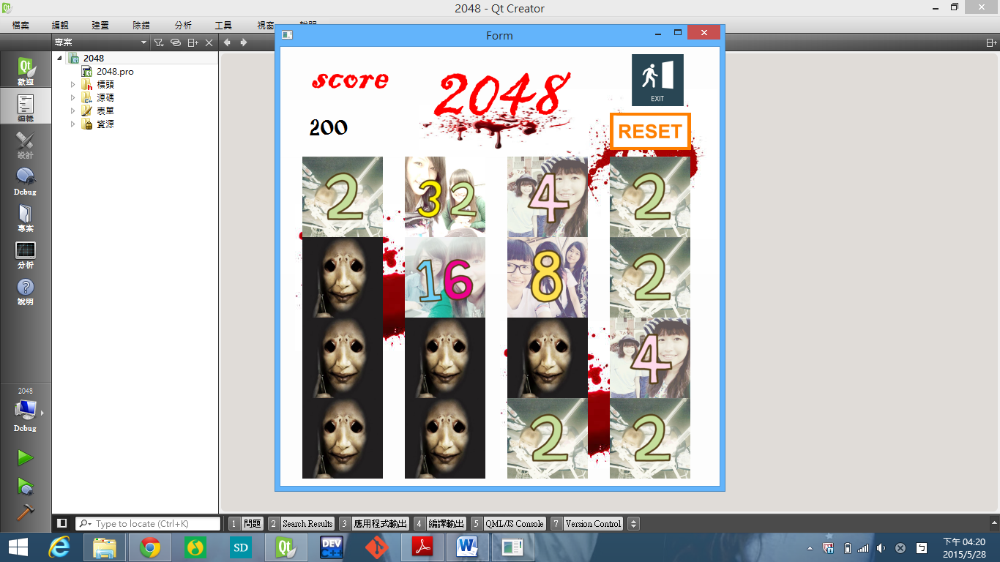 2048 - Qt Creator
檔案 編輯 建置 除錯 分析 工具 視窗 說明
Form
專案
2048
2048.pro
標頭
源碼
表單
資源
歡迎
編輯
設計
Debug
專案
分析
說明
2048
Debug
score
2048
EXIT
200
RESET
2 32 4 2
16 8 2
4
2 2
Type to locate (Ctrl+K)
1 問題 2 Search Results 3 應用程式輸出 4 編譯輸出 5 QML/JS Console 7 Version Control
SD
DEV
C++
下午 04:20
2015/5/28